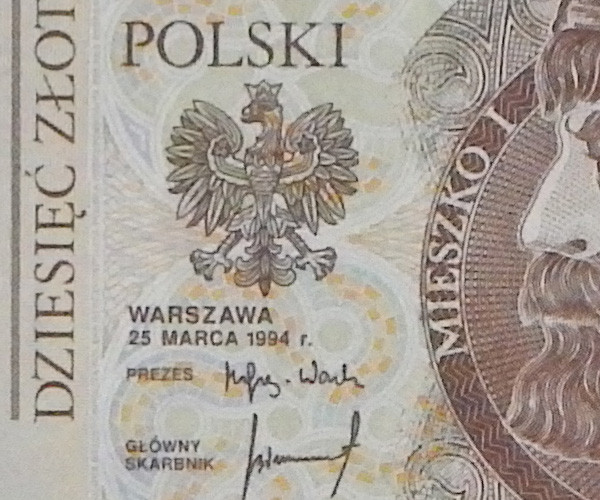 DZIESIĘĆ ZŁOT
POLSKI
MIESZKO I
WARSZAWA
25 MARCA 1994 r.
PREZES
GŁÓWNY
SKARBNIK